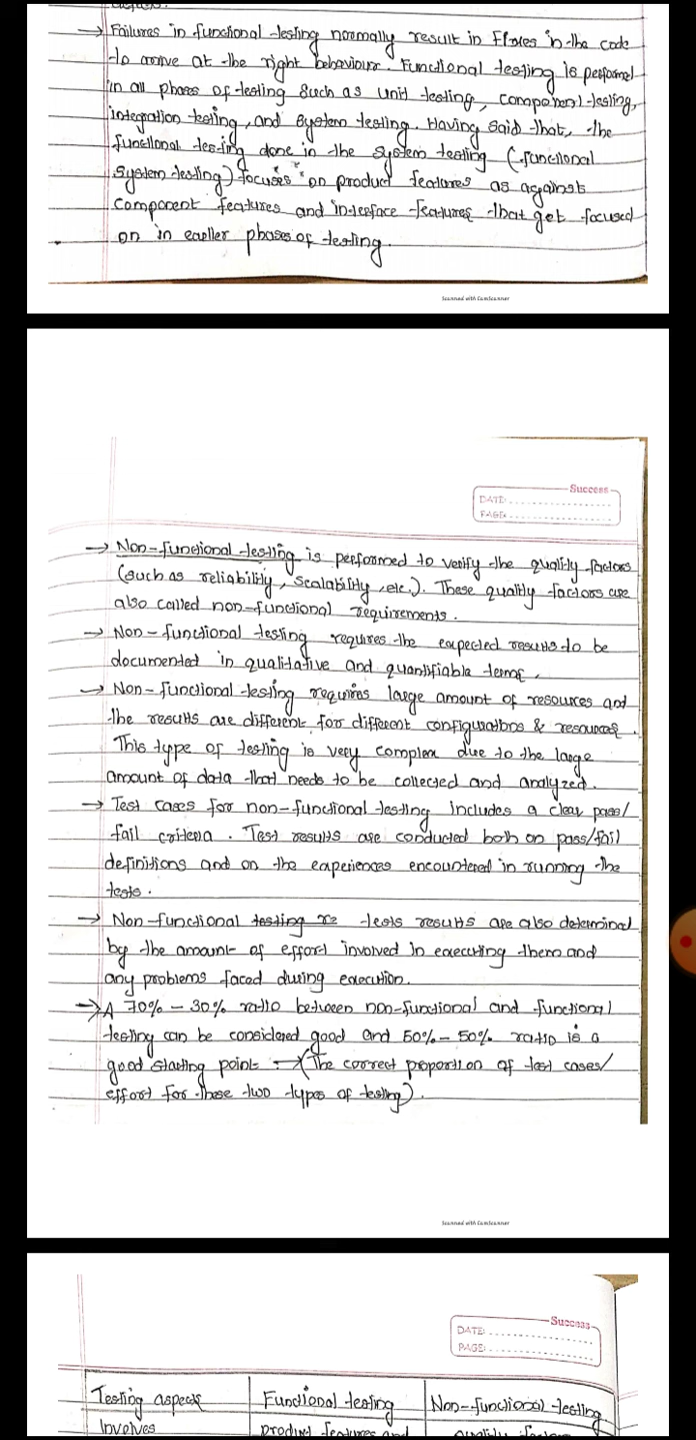 → Failures in functional testing normally result in fixes in the code
to arrive at the right behaviour. Functional testing is performed
in all phases of testing such as unit testing, component testing,
integration testing, and system testing. Having said that, the
functional testing done in the system testing (functional
system testing) focuses on product features as against
component features and interface features that get focused
on in earlier phases of testing.
Scanned with CamScanner
Success
DATE:
PAGE:
→ Non-functional testing is performed to verify the quality factors
(such as reliability, scalability, etc.). These quality factors are
also called non-functional requirements.
→ Non-functional testing requires the expected results to be
documented in qualitative and quantifiable terms.
→ Non-functional testing requires large amount of resources and
the results are different for different configurations & resources.
This type of testing is very complex due to the large
amount of data that needs to be collected and analyzed.
→ Test cases for non-functional testing includes a clear pass/
fail criteria. Test results are conducted both on pass/fail
definitions and on the experiences encountered in running the
tests.
→ Non-functional testing re tests results are also determined
by the amount of effort involved in executing them and
any problems faced during execution.
→ A 70% - 30% ratio between non-functional and functional
testing can be considered good and 50% - 50% ratio is a
good starting point → (The correct proportion of test cases/
effort for these two types of testing).
Scanned with CamScanner
Success
DATE:
PAGE:
Testing aspects Functional testing Non-functional testing
Involves product features and quality factors